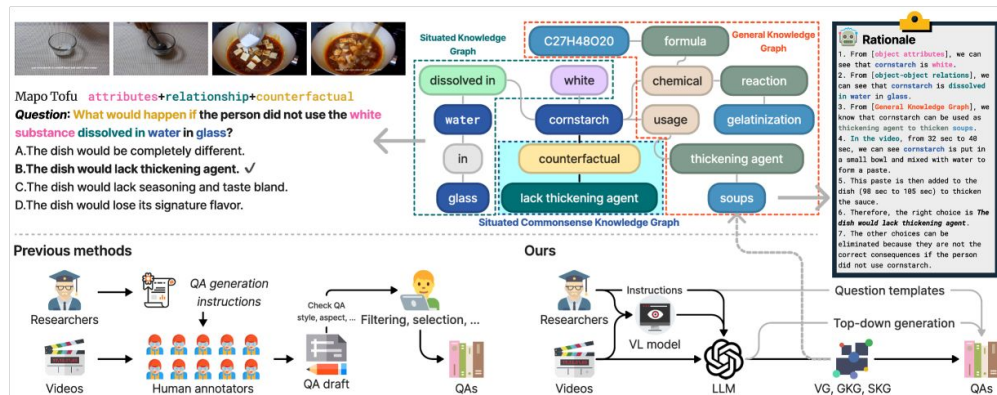 Mapo Tofu attributes+relationship+counterfactual
Question: What would happen if the person did not use the white
substance dissolved in water in glass?
A.The dish would be completely different.
B.The dish would lack thickening agent. ✓
C.The dish would lack seasoning and taste bland.
D.The dish would lose its signature flavor.
C27H48O20
formula
General Knowledge
Graph
Situated Knowledge
Graph
dissolved in
white
chemical
reaction
water
cornstarch
usage
gelatinization
in
counterfactual
thickening agent
glass
lack thickening agent
soups
Situated Commonsense Knowledge Graph
Rationale
1. From [object attributes], we can
see that cornstarch is white.
2. From [object-object relations], we
can see that cornstarch is dissolved
in water in glass.
3. From [General Knowledge Graph], we
know that cornstarch can be used as
thickening agent to thicken soups.
4. In the video, from 32 sec to 40
sec, we can see cornstarch is put in
a small bowl and mixed with water to
form a paste.
5. This paste is then added to the
dish (98 sec to 105 sec) to thicken
the sauce.
6. Therefore, the right choice is The
dish would lack thickening agent.
7. The other choices can be
eliminated because they are not the
correct consequences if the person
did not use cornstarch.
Previous methods
Researchers
QA generation
instructions
Videos
Human annotators
Check QA
style, aspect, ...
QA draft
Filtering, selection, ...
QAs
Ours
Researchers
Instructions
VL model
Videos
LLM
Question templates
Top-down generation
VG, GKG, SKG
QAs